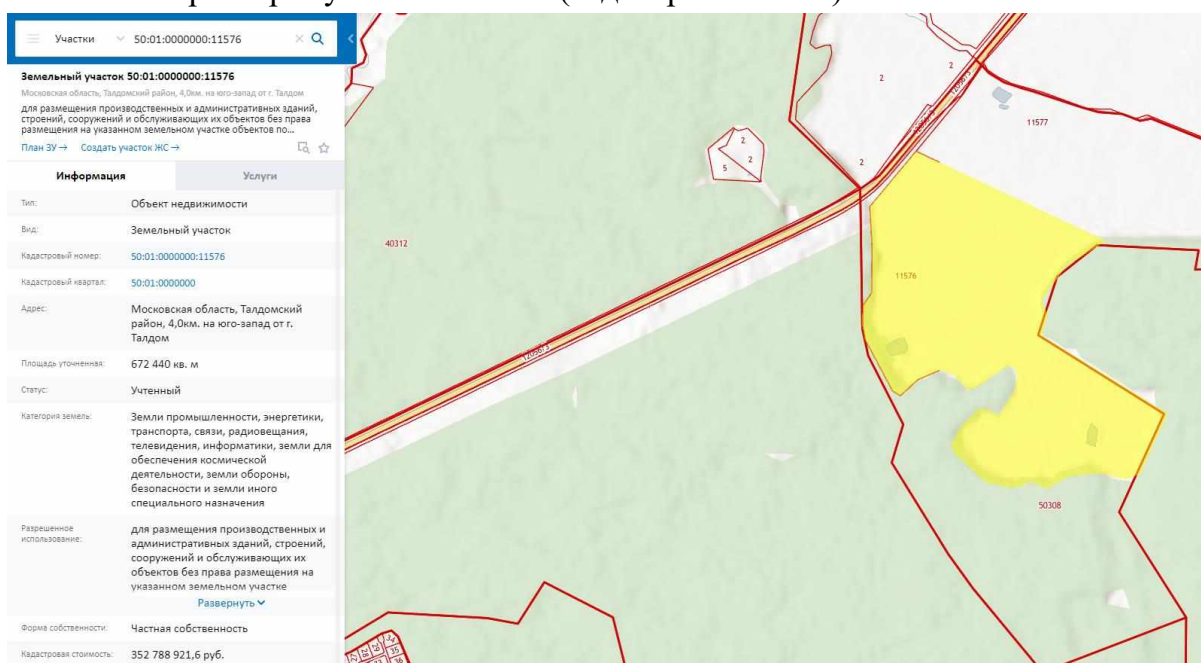 Участки 50:01:0000000:11576
Земельный участок 50:01:0000000:11576
Московская область, Талдомский район, 4,0км. на юго-запад от г. Талдом
для размещения производственных и административных зданий,
строений, сооружений и обслуживающих их объектов без права
размещения на указанном земельном участке объектов по...
План ЗУ → Создать участок ЖС →
Информация Услуги
Тип: Объект недвижимости
Вид: Земельный участок
Кадастровый номер: 50:01:0000000:11576
Кадастровый квартал: 50:01:0000000
Адрес: Московская область, Талдомский
район, 4,0км. на юго-запад от г.
Талдом
Площадь уточненная: 672 440 кв. м
Статус: Учтенный
Категория земель: Земли промышленности, энергетики,
транспорта, связи, радиовещания,
телевидения, информатики, земли для
обеспечения космической
деятельности, земли обороны,
безопасности и земли иного
специального назначения
Разрешенное
использование:
для размещения производственных и
административных зданий, строений,
сооружений и обслуживающих их
объектов без права размещения на
указанном земельном участке
Развернуть
Форма собственности: Частная собственность
Кадастровая стоимость: 352 788 921,6 руб.
2
2
11577
2
2
5
2
40312
11576
50308
34
35
36